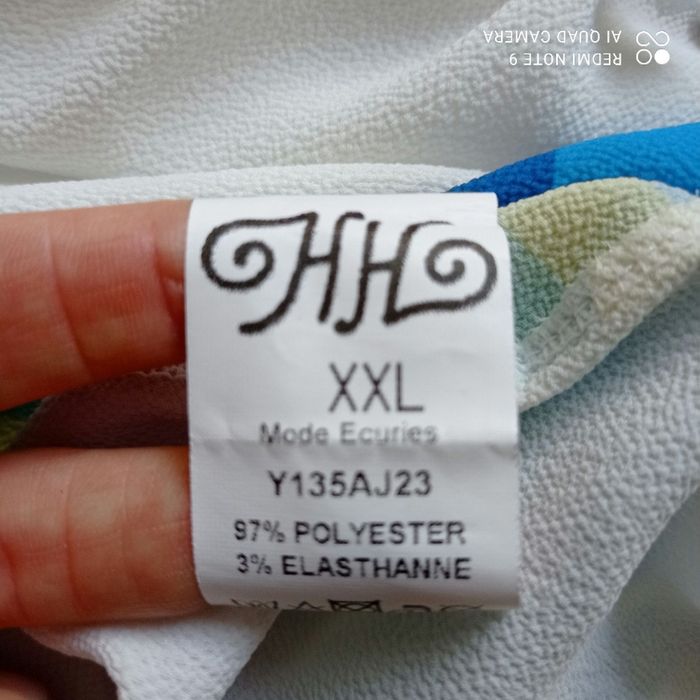 REDMI NOTE 9
AI QUAD CAMERA
HH
XXL
Mode Ecuries
Y135AJ23
97% POLYESTER
3% ELASTHANNE